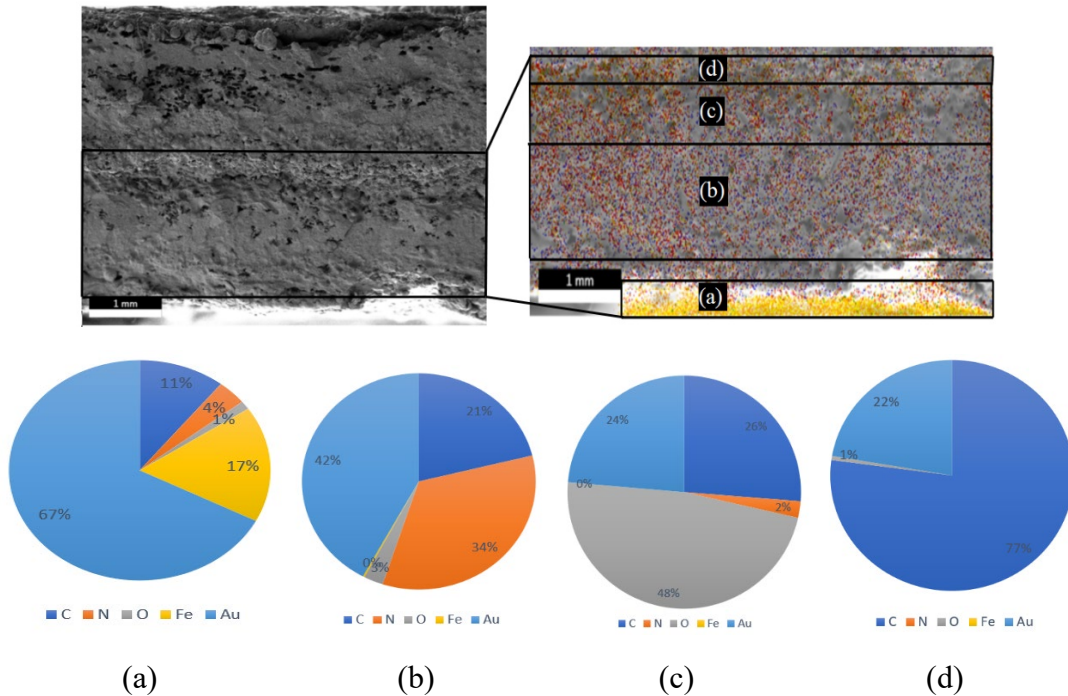 (d)
(c)
(b)
(a)
1 mm
1 mm
11%
4%
1%
17%
67%
C N O Fe Au
21%
34%
3%
0%
42%
C N O Fe Au
26%
2%
48%
0%
24%
C N O Fe Au
77%
1%
22%
C N O Fe Au
(a) (b) (c) (d)